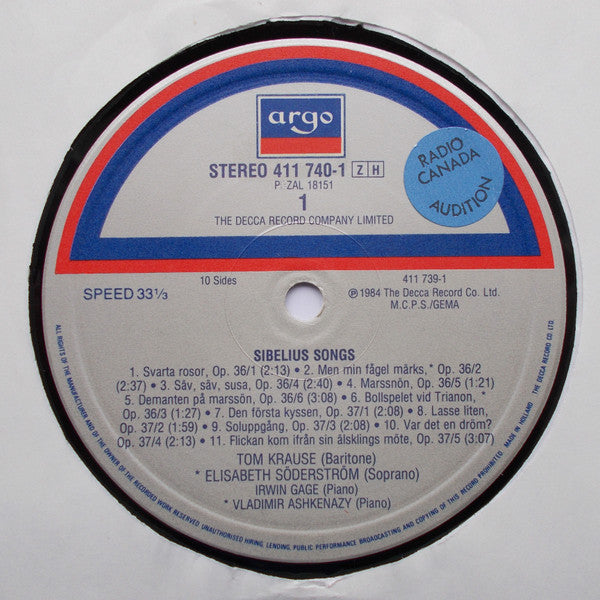 argo
STEREO 411 740-1 Z H
P. ZAL 18151
1
THE DECCA RECORD COMPANY LIMITED
RADIO
CANADA
AUDITION
10 Sides
411 739-1
SPEED 33⅓
℗ 1984 The Decca Record Co. Ltd.
M.C.P.S./GEMA
SIBELIUS SONGS
1. Svarta rosor, Op. 36/1 (2:13) • 2. Men min fågel märks,* Op. 36/2
(2:37) • 3. Säv, säv, susa, Op. 36/4 (2:40) • 4. Marssnön, Op. 36/5 (1:21)
5. Demanten på marssön, Op. 36/6 (3:08) • 6. Bollspelet vid Trianon, *
Op. 36/3 (1:27) • 7. Den första kyssen, Op. 37/1 (2:08) • 8. Lasse liten,
Op. 37/2 (1:59) • 9. Soluppgång, Op. 37/3 (2:08) • 10. Var det en dröm?
Op. 37/4 (2:13) • 11. Flickan kom ifrån sin älsklings möte, Op. 37/5 (3:07)
TOM KRAUSE (Baritone)
* ELISABETH SÖDERSTRÖM (Soprano)
IRWIN GAGE (Piano)
* VLADIMIR ASHKENAZY (Piano)
ALL RIGHTS OF THE MANUFACTURER AND OF THE OWNER OF THE RECORDED WORK RESERVED. UNAUTHORISED HIRING, LENDING, PUBLIC PERFORMANCE BROADCASTING AND COPYING OF THIS RECORD PROHIBITED. MADE IN HOLLAND THE DECCA RECORD CO. LTD.